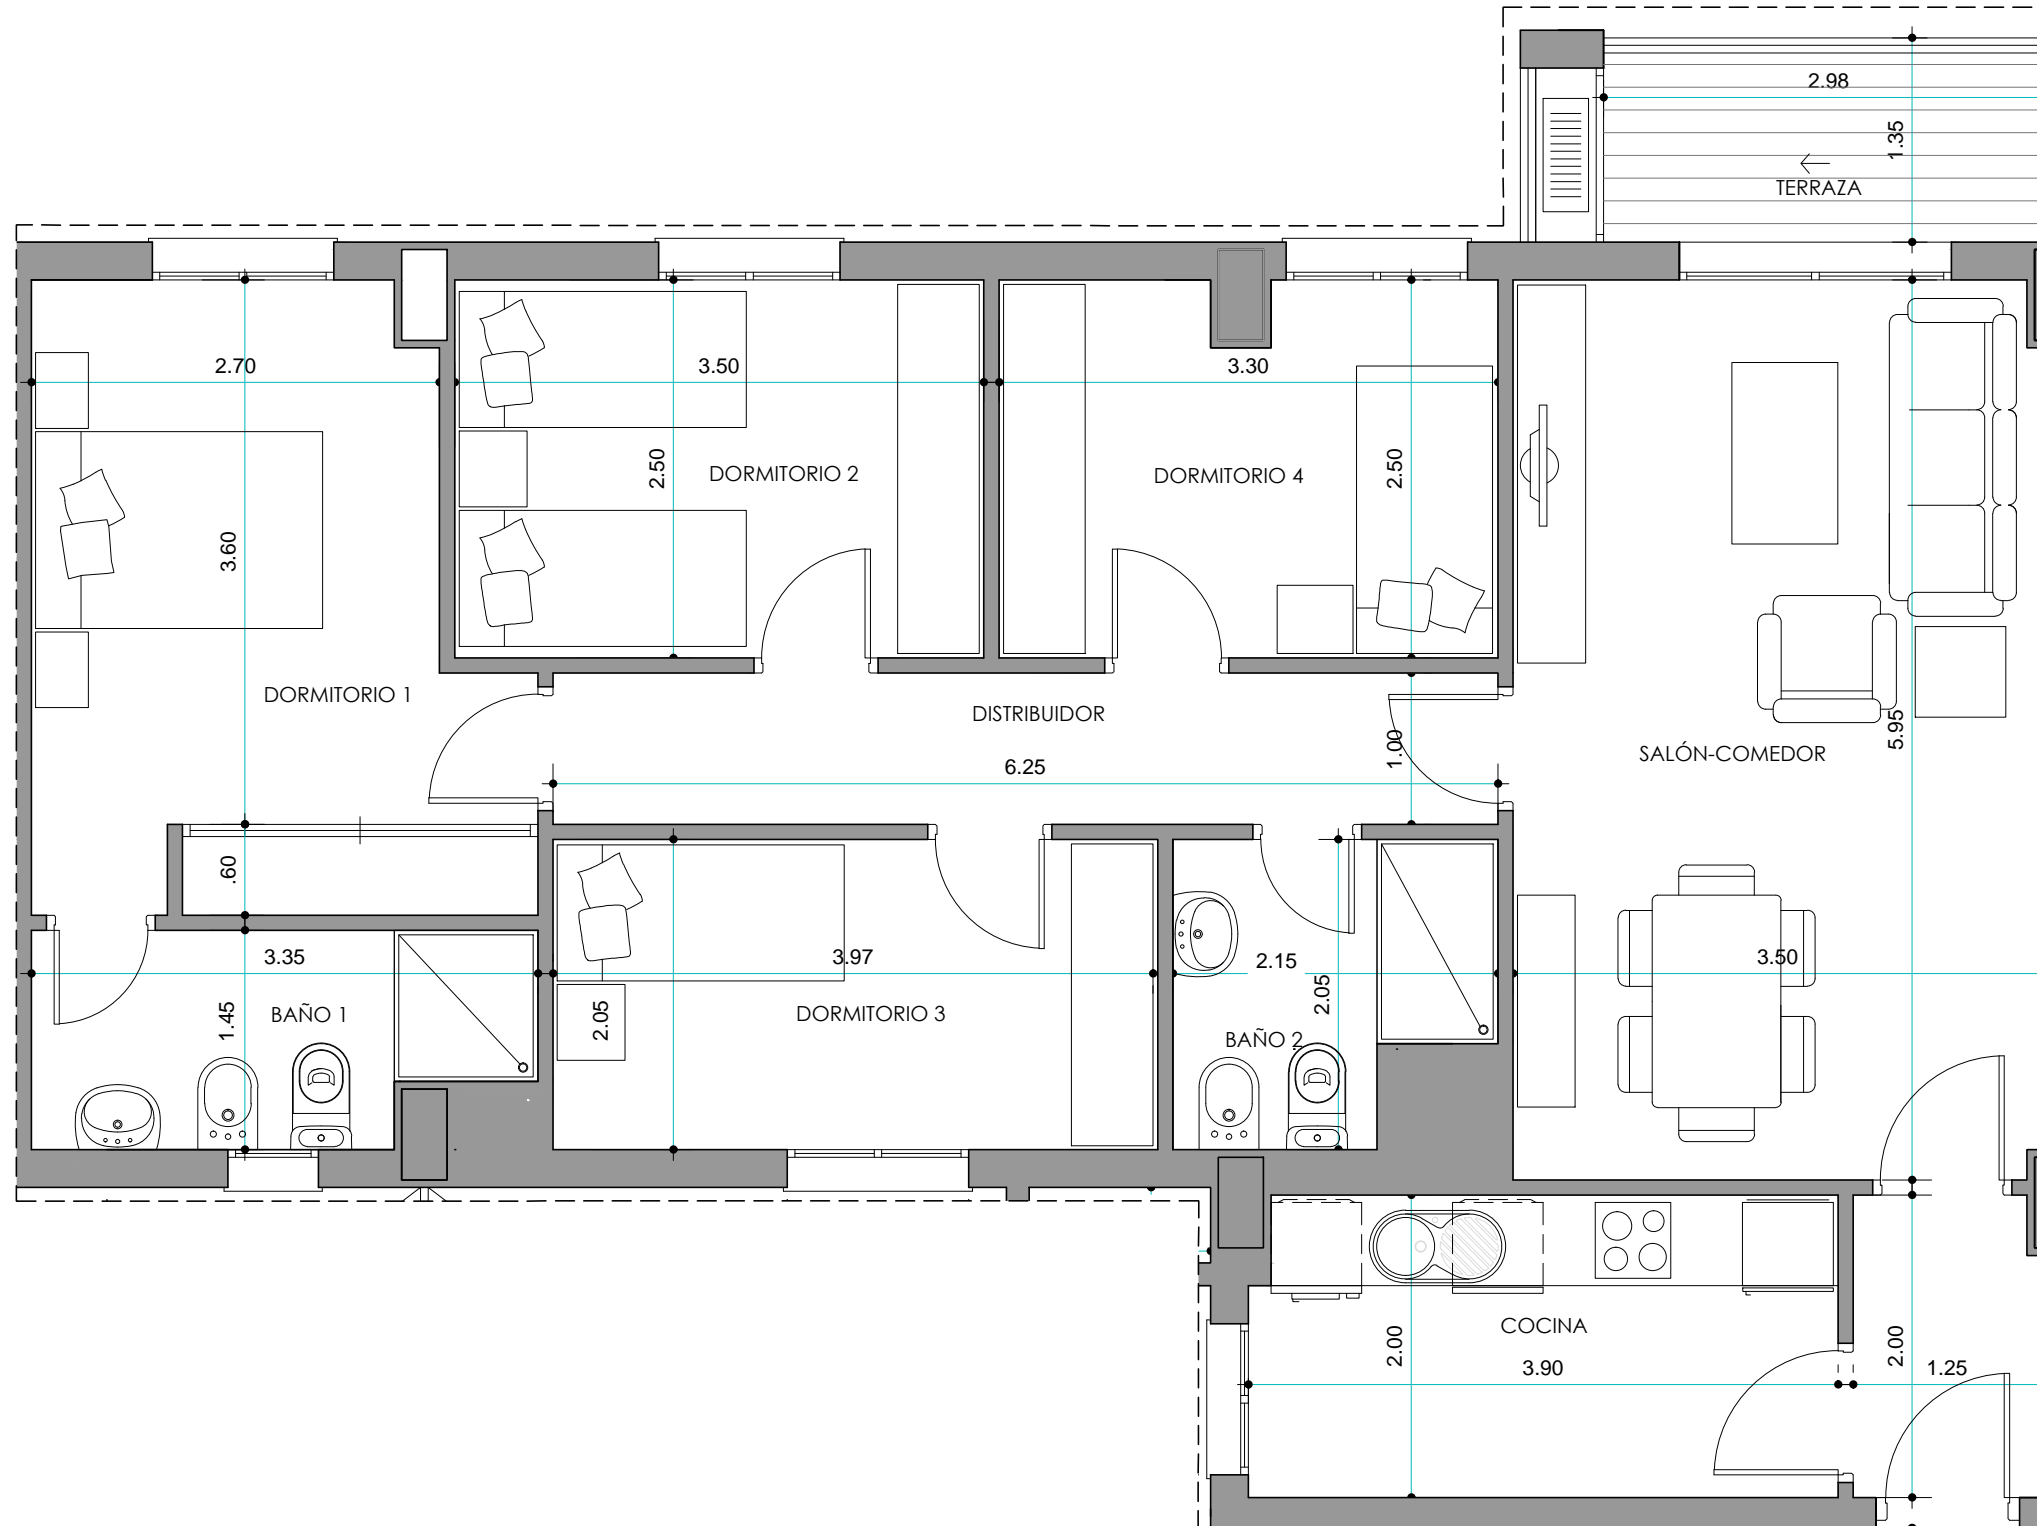 2.98
1.35
TERRAZA
2.70
3.50
3.30
2.50
DORMITORIO 2
DORMITORIO 4
2.50
3.60
DORMITORIO 1
DISTRIBUIDOR
1.00
5.95
SALÓN-COMEDOR
6.25
.60
3.35
3.97
2.15
3.50
1.45
BAÑO 1
2.05
DORMITORIO 3
2.05
BAÑO 2
COCINA
2.00
3.90
2.00
1.25